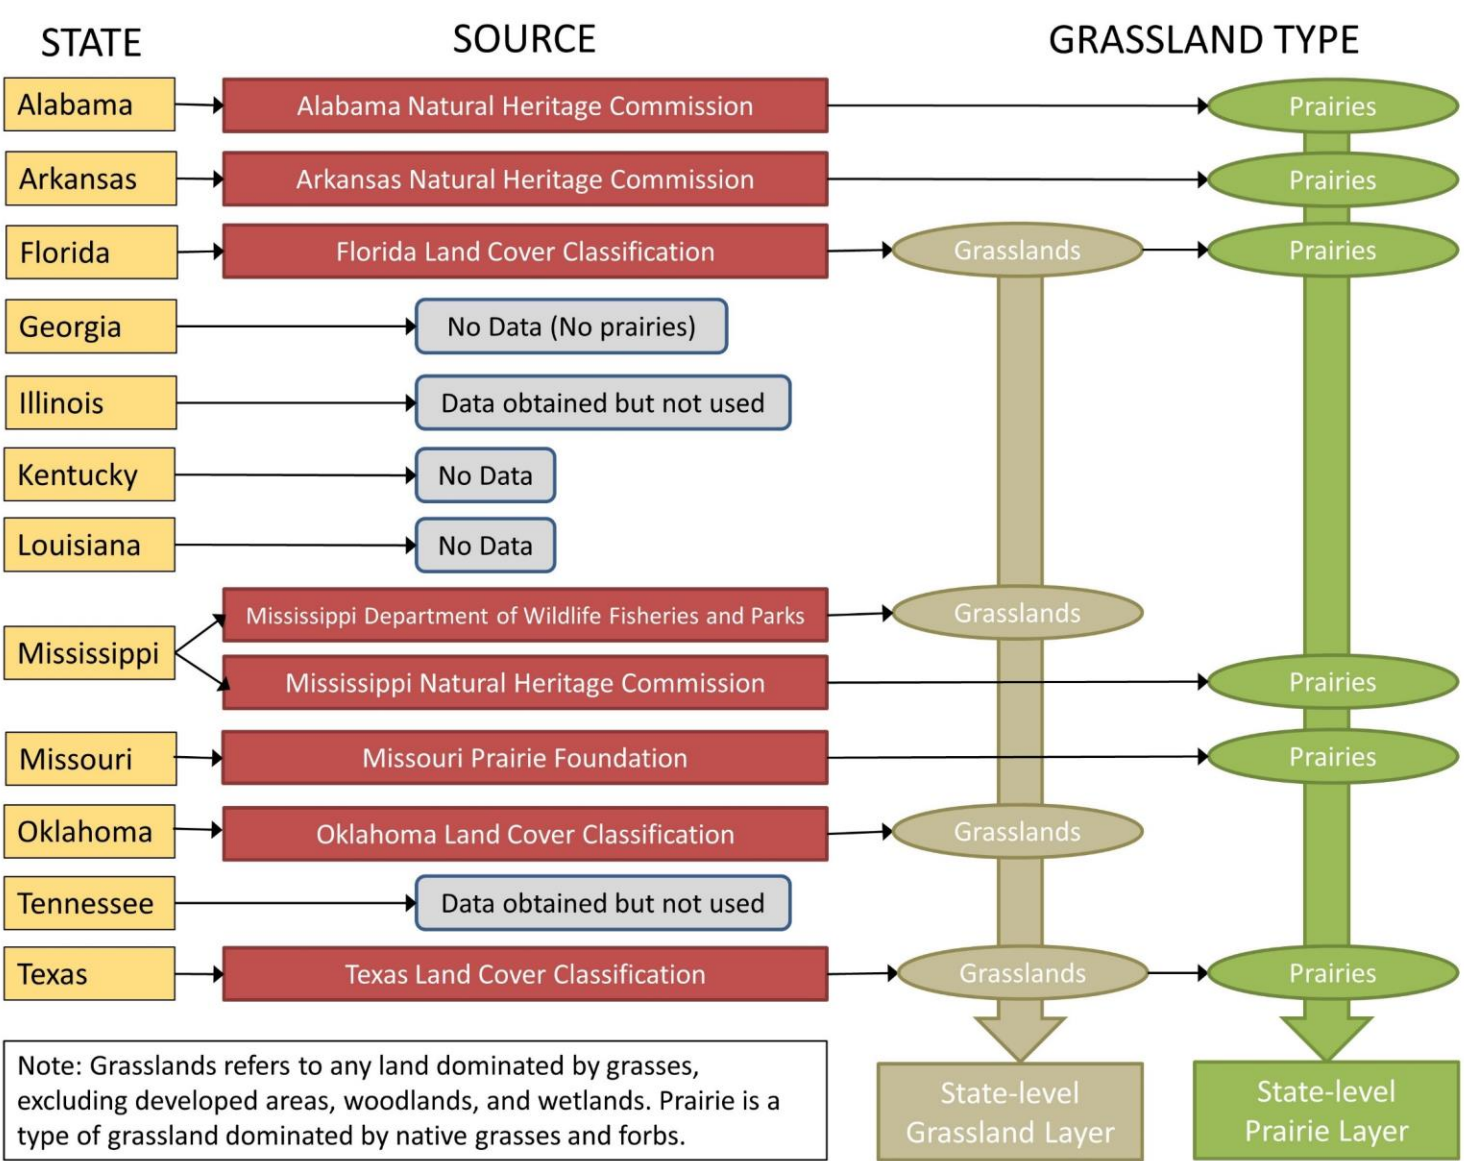 STATE SOURCE GRASSLAND TYPE
Alabama Alabama Natural Heritage Commission Prairies
Arkansas Arkansas Natural Heritage Commission Prairies
Florida Florida Land Cover Classification Grasslands Prairies
Georgia No Data (No prairies)
Illinois Data obtained but not used
Kentucky No Data
Louisiana No Data
Mississippi Department of Wildlife Fisheries and Parks Grasslands
Mississippi
Mississippi Natural Heritage Commission Prairies
Missouri Missouri Prairie Foundation Prairies
Oklahoma Oklahoma Land Cover Classification Grasslands
Tennessee Data obtained but not used
Texas Texas Land Cover Classification Grasslands Prairies
Note: Grasslands refers to any land dominated by grasses,
excluding developed areas, woodlands, and wetlands. Prairie is a
type of grassland dominated by native grasses and forbs.
State-level
Grassland Layer
State-level
Prairie Layer